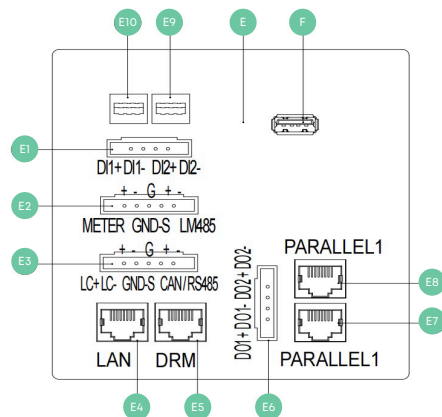 E10 E9 E F
E1
DI1+ DI1- DI2+ DI2-
+ - G + -
E2
METER GND-S LM485
+ - G + -
E3
LC+ LC- GND-S CAN/RS485
LAN DRM
DO1+ DO1- DO2+ DO2-
PARALLEL1
E8
E7
PARALLEL1
E4 E5 E6